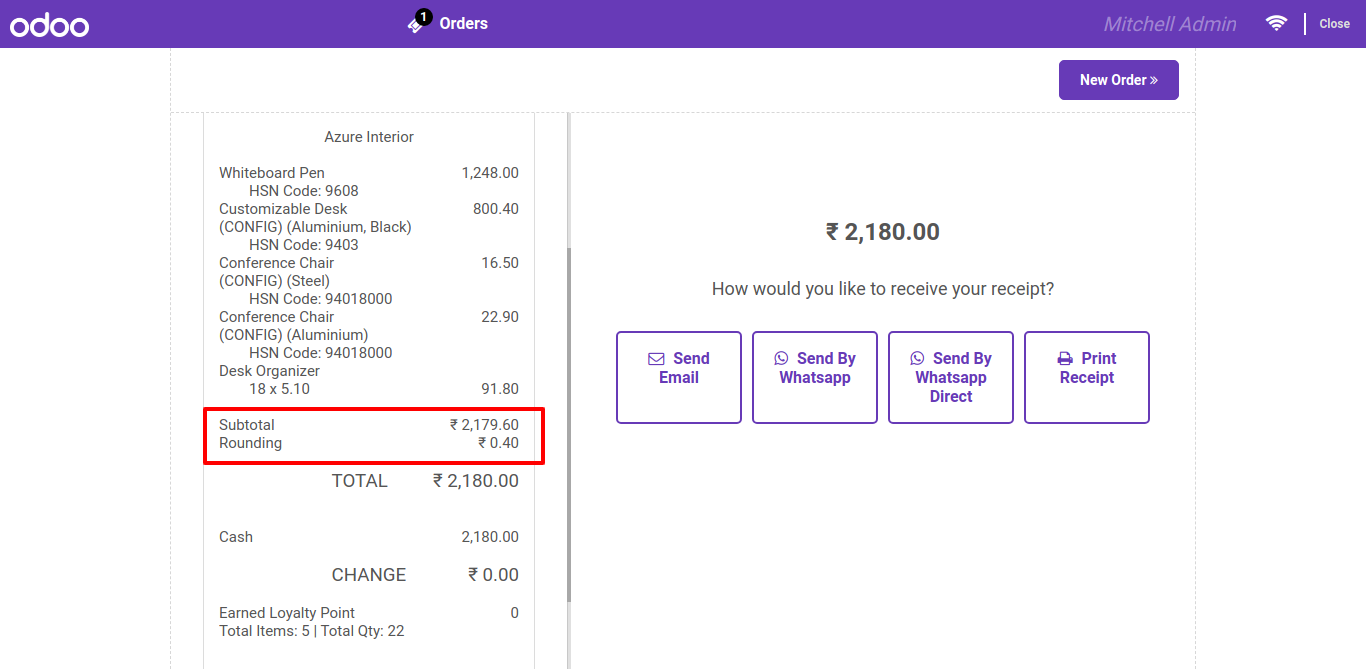 odoo
1 Orders
Mitchell Admin
Close
New Order »
Azure Interior
Whiteboard Pen 1,248.00
HSN Code: 9608
Customizable Desk 800.40
(CONFIG) (Aluminium, Black)
HSN Code: 9403
Conference Chair 16.50
(CONFIG) (Steel)
HSN Code: 94018000
Conference Chair 22.90
(CONFIG) (Aluminium)
HSN Code: 94018000
Desk Organizer
18 x 5.10 91.80
Subtotal ₹ 2,179.60
Rounding ₹ 0.40
TOTAL ₹ 2,180.00
Cash 2,180.00
CHANGE ₹ 0.00
Earned Loyalty Point 0
Total Items: 5 | Total Qty: 22
₹ 2,180.00
How would you like to receive your receipt?
Send
Email
Send By
Whatsapp
Send By
Whatsapp
Direct
Print
Receipt